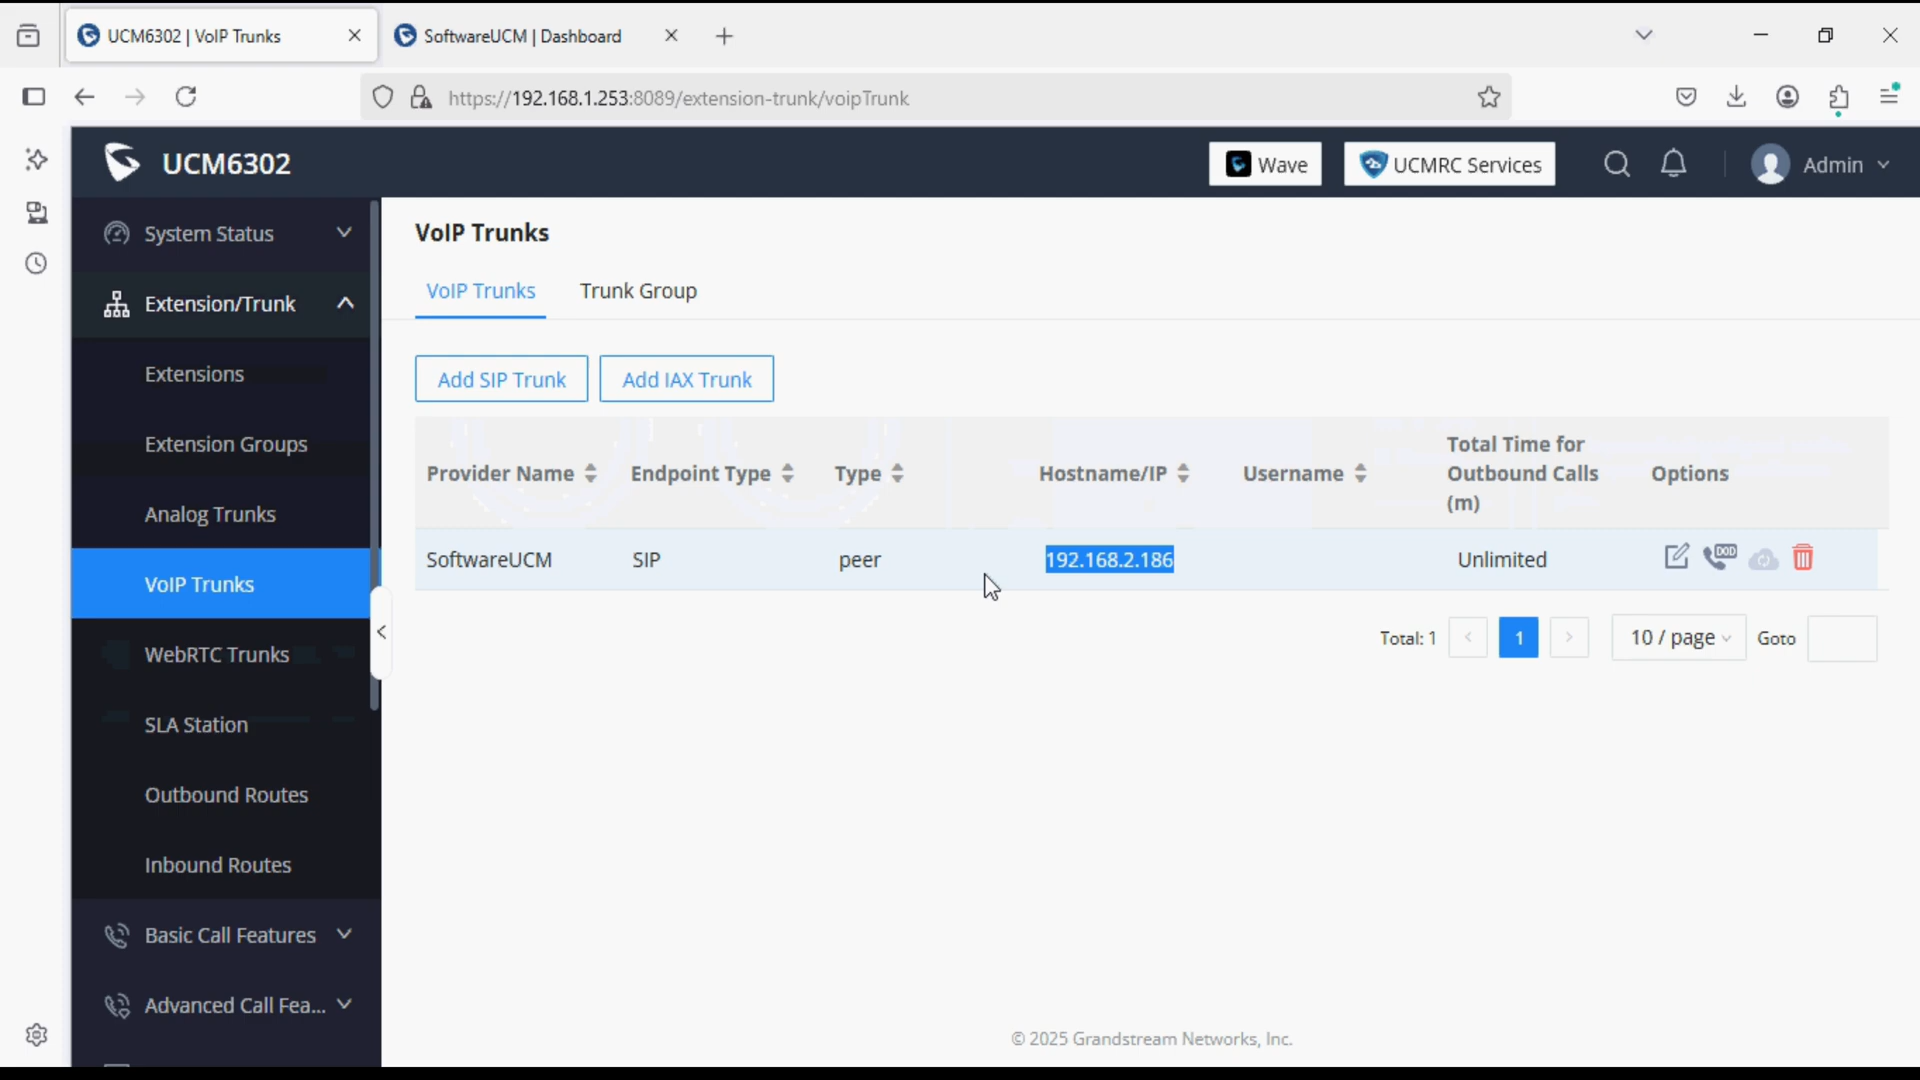 UCM6302 | VoIP Trunks
SoftwareUCM | Dashboard
https://192.168.1.253:8089/extension-trunk/voipTrunk
UCM6302
Wave
UCMRC Services
Admin
System Status
Extension/Trunk
Extensions
Extension Groups
Analog Trunks
VoIP Trunks
WebRTC Trunks
SLA Station
Outbound Routes
Inbound Routes
Basic Call Features
Advanced Call Fea...
VoIP Trunks
VoIP Trunks
Trunk Group
Add SIP Trunk
Add IAX Trunk
Provider Name
Endpoint Type
Type
Hostname/IP
Username
Total Time for
Outbound Calls
(m)
Options
SoftwareUCM
SIP
peer
192.168.2.186
Unlimited
DOD
Total: 1
1
10 / page
Goto
© 2025 Grandstream Networks, Inc.